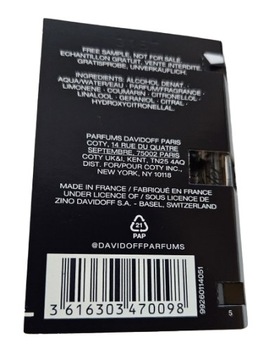 FREE SAMPLE, NOT FOR SALE.
ECHANTILLON GRATUIT, VENTE INTERDITE.
GRATISPROBE, UNVERKÄUFLICH.
INGREDIENTS: ALCOHOL DENAT. -
AQUA/WATER/EAU - PARFUM/FRAGRANCE -
LIMONENE - COUMARIN - CITRONELLOL -
LINALOOL - GERANIOL - CITRAL -
HYDROXYCITRONELLAL
PARFUMS DAVIDOFF PARIS
COTY, 14 RUE DU QUATRE
SEPTEMBRE, 75002 PARIS
COTY UK&I, KENT, TN25 4AQ
DIST. FOR/POUR COTY INC.,
NEW YORK, NY 10118
MADE IN FRANCE / FABRIQUÉ EN FRANCE
UNDER LICENCE OF / SOUS LICENCE DE
ZINO DAVIDOFF SA - BASEL, SWITZERLAND
21
PAP
@DAVIDOFFPARFUMS
3 616303 470098
99260114051
5